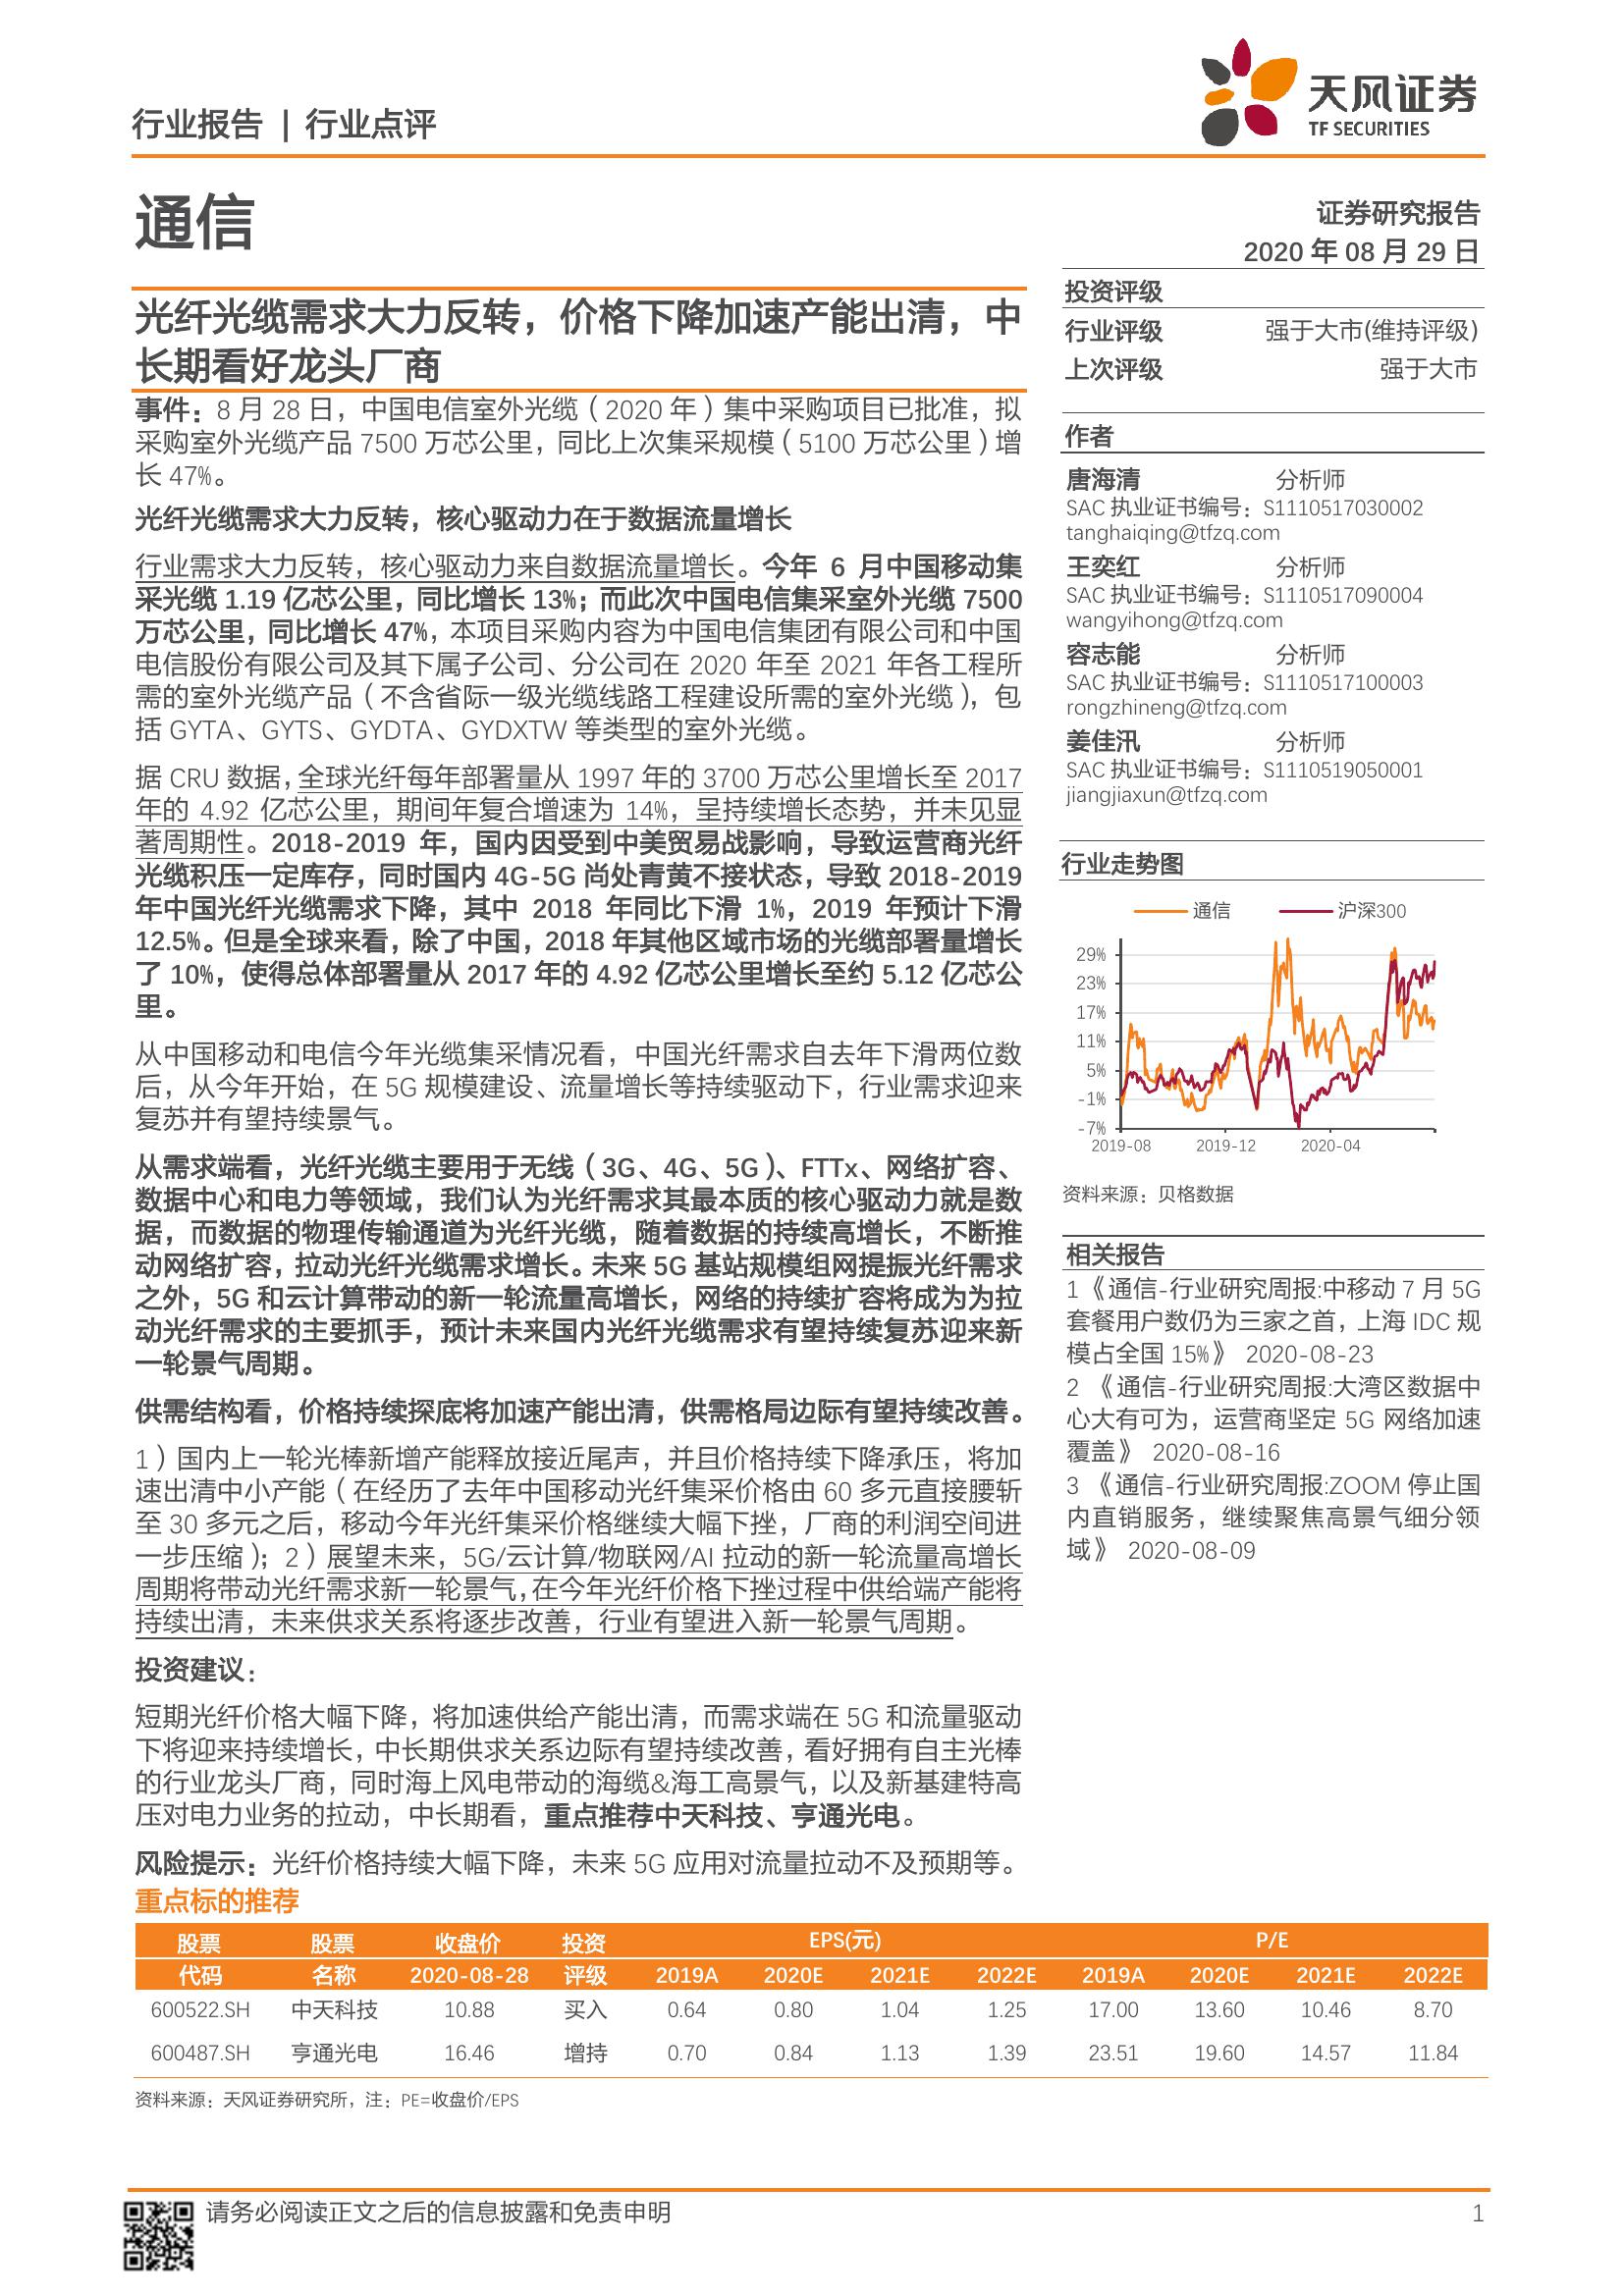 行业报告 | 行业点评
天风证券
TF SECURITIES
通信
证券研究报告
2020 年 08 月 29 日
光纤光缆需求大力反转，价格下降加速产能出清，中
长期看好龙头厂商
事件：8 月 28 日，中国电信室外光缆（2020 年）集中采购项目已批准，拟
采购室外光缆产品 7500 万芯公里，同比上次集采规模（5100 万芯公里）增
长 47%。
光纤光缆需求大力反转，核心驱动力在于数据流量增长
行业需求大力反转，核心驱动力来自数据流量增长。今年 6 月中国移动集
采光缆 1.19 亿芯公里，同比增长 13%；而此次中国电信集采室外光缆 7500
万芯公里，同比增长 47%，本项目采购内容为中国电信集团有限公司和中国
电信股份有限公司及其下属子公司、分公司在 2020 年至 2021 年各工程所
需的室外光缆产品（不含省际一级光缆线路工程建设所需的室外光缆），包
括 GYTA、GYTS、GYDTA、GYDXTW 等类型的室外光缆。
据 CRU 数据，全球光纤每年部署量从 1997 年的 3700 万芯公里增长至 2017
年的 4.92 亿芯公里，期间年复合增速为 14%，呈持续增长态势，并未见显
著周期性。2018-2019 年，国内因受到中美贸易战影响，导致运营商光纤
光缆积压一定库存，同时国内 4G-5G 尚处青黄不接状态，导致 2018-2019
年中国光纤光缆需求下降，其中 2018 年同比下滑 1%，2019 年预计下滑
12.5%。但是全球来看，除了中国，2018 年其他区域市场的光缆部署量增长
了 10%，使得总体部署量从 2017 年的 4.92 亿芯公里增长至约 5.12 亿芯公
里。
从中国移动和电信今年光缆集采情况看，中国光纤需求自去年下滑两位数
后，从今年开始，在 5G 规模建设、流量增长等持续驱动下，行业需求迎来
复苏并有望持续景气。
从需求端看，光纤光缆主要用于无线（3G、4G、5G）、FTTx、网络扩容、
数据中心和电力等领域，我们认为光纤需求其最本质的核心驱动力就是数
据，而数据的物理传输通道为光纤光缆，随着数据的持续高增长，不断推
动网络扩容，拉动光纤光缆需求增长。未来 5G 基站规模组网提振光纤需求
之外，5G 和云计算带动的新一轮流量高增长，网络的持续扩容将成为为拉
动光纤需求的主要抓手，预计未来国内光纤光缆需求有望持续复苏迎来新
一轮景气周期。
供需结构看，价格持续探底将加速产能出清，供需格局边际有望持续改善。
1）国内上一轮光棒新增产能释放接近尾声，并且价格持续下降承压，将加
速出清中小产能（在经历了去年中国移动光纤集采价格由 60 多元直接腰斩
至 30 多元之后，移动今年光纤集采价格继续大幅下挫，厂商的利润空间进
一步压缩）；2）展望未来，5G/云计算/物联网/AI 拉动的新一轮流量高增长
周期将带动光纤需求新一轮景气，在今年光纤价格下挫过程中供给端产能将
持续出清，未来供求关系将逐步改善，行业有望进入新一轮景气周期。
投资建议：
短期光纤价格大幅下降，将加速供给产能出清，而需求端在 5G 和流量驱动
下将迎来持续增长，中长期供求关系边际有望持续改善，看好拥有自主光棒
的行业龙头厂商，同时海上风电带动的海缆&海工高景气，以及新基建特高
压对电力业务的拉动，中长期看，重点推荐中天科技、亨通光电。
风险提示：光纤价格持续大幅下降，未来 5G 应用对流量拉动不及预期等。
投资评级
行业评级 强于大市(维持评级)
上次评级 强于大市
作者
唐海清 分析师
SAC 执业证书编号：S1110517030002
tanghaiqing@tfzq.com
王奕红 分析师
SAC 执业证书编号：S1110517090004
wangyihong@tfzq.com
容志能 分析师
SAC 执业证书编号：S1110517100003
rongzhineng@tfzq.com
姜佳汛 分析师
SAC 执业证书编号：S1110519050001
jiangjiaxun@tfzq.com
行业走势图
通信 沪深300
29%
23%
17%
11%
5%
-1%
-7%
2019-08 2019-12 2020-04
资料来源：贝格数据
相关报告
1 《通信-行业研究周报:中移动 7 月 5G
套餐用户数仍为三家之首，上海 IDC 规
模占全国 15%》 2020-08-23
2 《通信-行业研究周报:大湾区数据中
心大有可为，运营商坚定 5G 网络加速
覆盖》 2020-08-16
3 《通信-行业研究周报:ZOOM 停止国
内直销服务，继续聚焦高景气细分领
域》 2020-08-09
重点标的推荐
股票 股票 收盘价 投资 EPS(元) P/E
代码 名称 2020-08-28 评级 2019A 2020E 2021E 2022E 2019A 2020E 2021E 2022E
600522.SH 中天科技 10.88 买入 0.64 0.80 1.04 1.25 17.00 13.60 10.46 8.70
600487.SH 亨通光电 16.46 增持 0.70 0.84 1.13 1.39 23.51 19.60 14.57 11.84
资料来源：天风证券研究所，注：PE=收盘价/EPS
请务必阅读正文之后的信息披露和免责申明 1